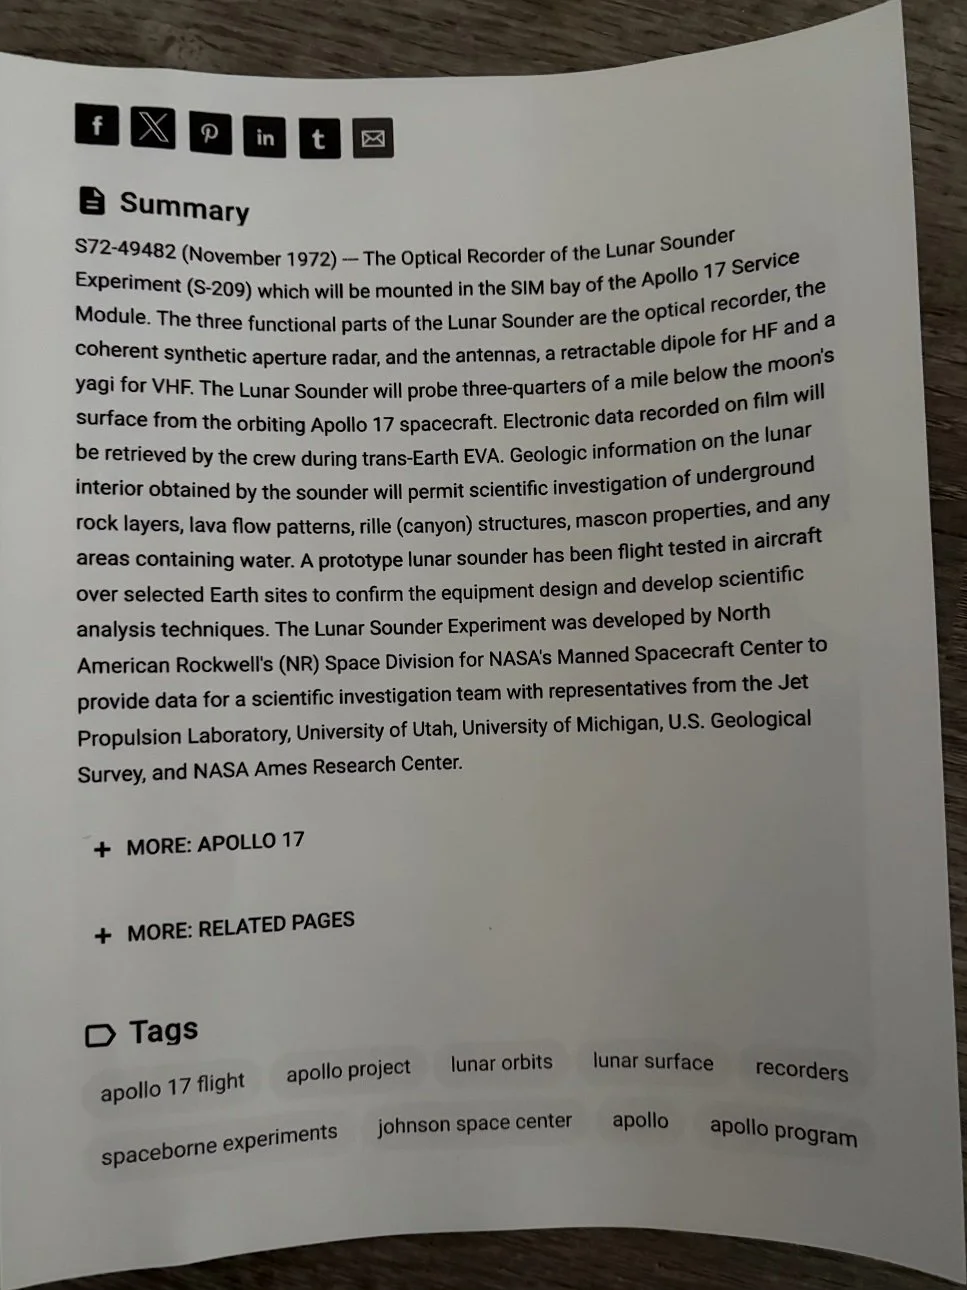 f X P in t
Summary
S72-49482 (November 1972) — The Optical Recorder of the Lunar Sounder
Experiment (S-209) which will be mounted in the SIM bay of the Apollo 17 Service
Module. The three functional parts of the Lunar Sounder are the optical recorder, the
coherent synthetic aperture radar, and the antennas, a retractable dipole for HF and a
yagi for VHF. The Lunar Sounder will probe three-quarters of a mile below the moon's
surface from the orbiting Apollo 17 spacecraft. Electronic data recorded on film will
be retrieved by the crew during trans-Earth EVA. Geologic information on the lunar
interior obtained by the sounder will permit scientific investigation of underground
rock layers, lava flow patterns, rille (canyon) structures, mascon properties, and any
areas containing water. A prototype lunar sounder has been flight tested in aircraft
over selected Earth sites to confirm the equipment design and develop scientific
analysis techniques. The Lunar Sounder Experiment was developed by North
American Rockwell's (NR) Space Division for NASA's Manned Spacecraft Center to
provide data for a scientific investigation team with representatives from the Jet
Propulsion Laboratory, University of Utah, University of Michigan, U.S. Geological
Survey, and NASA Ames Research Center.
+ MORE: APOLLO 17
+ MORE: RELATED PAGES
Tags
apollo 17 flight apollo project lunar orbits lunar surface recorders
spaceborne experiments johnson space center apollo apollo program